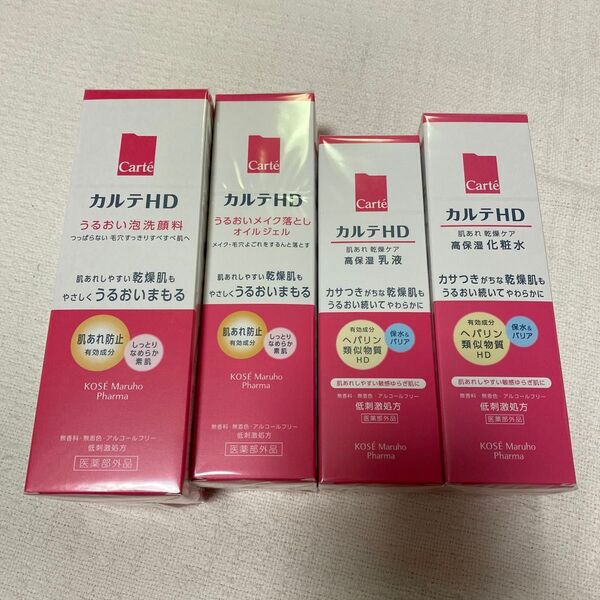 Carté
カルテHD
うるおい泡洗顔料
つっぱらない 毛穴すっきりすべすべ肌へ
肌あれしやすい乾燥肌も
やさしくうるおいまもる
肌あれ防止
有効成分
しっとり
なめらか
素肌
KOSÉ Maruho
Pharma
無香料・無着色・アルコールフリー
低刺激処方
医薬部外品
Carté
カルテHD
うるおいメイク落とし
オイルジェル
メイク・毛穴よごれをするんと落とす
肌あれしやすい乾燥肌も
やさしくうるおいまもる
肌あれ防止
有効成分
しっとり
なめらか
素肌
KOSÉ Maruho
Pharma
無香料・無着色・アルコールフリー
低刺激処方
医薬部外品
Carté
カルテHD
肌あれ 乾燥ケア
高保湿 乳液
カサつきがちな乾燥肌も
うるおい続いてやわらかに
有効成分
ヘパリン
類似物質
HD
保水&
バリア
肌あれしやすい敏感ゆらぎ肌に
無香料・無着色・アルコールフリー
低刺激処方
医薬部外品
KOSÉ Maruho
Pharma
Carté
カルテHD
肌あれ 乾燥ケア
高保湿 化粧水
カサつきがちな乾燥肌も
うるおい続いてやわらかに
有効成分
ヘパリン
類似物質
HD
保水&
バリア
肌あれしやすい敏感ゆらぎ肌に
無香料・無着色・アルコールフリー
低刺激処方
医薬部外品
KOSÉ Maruho
Pharma